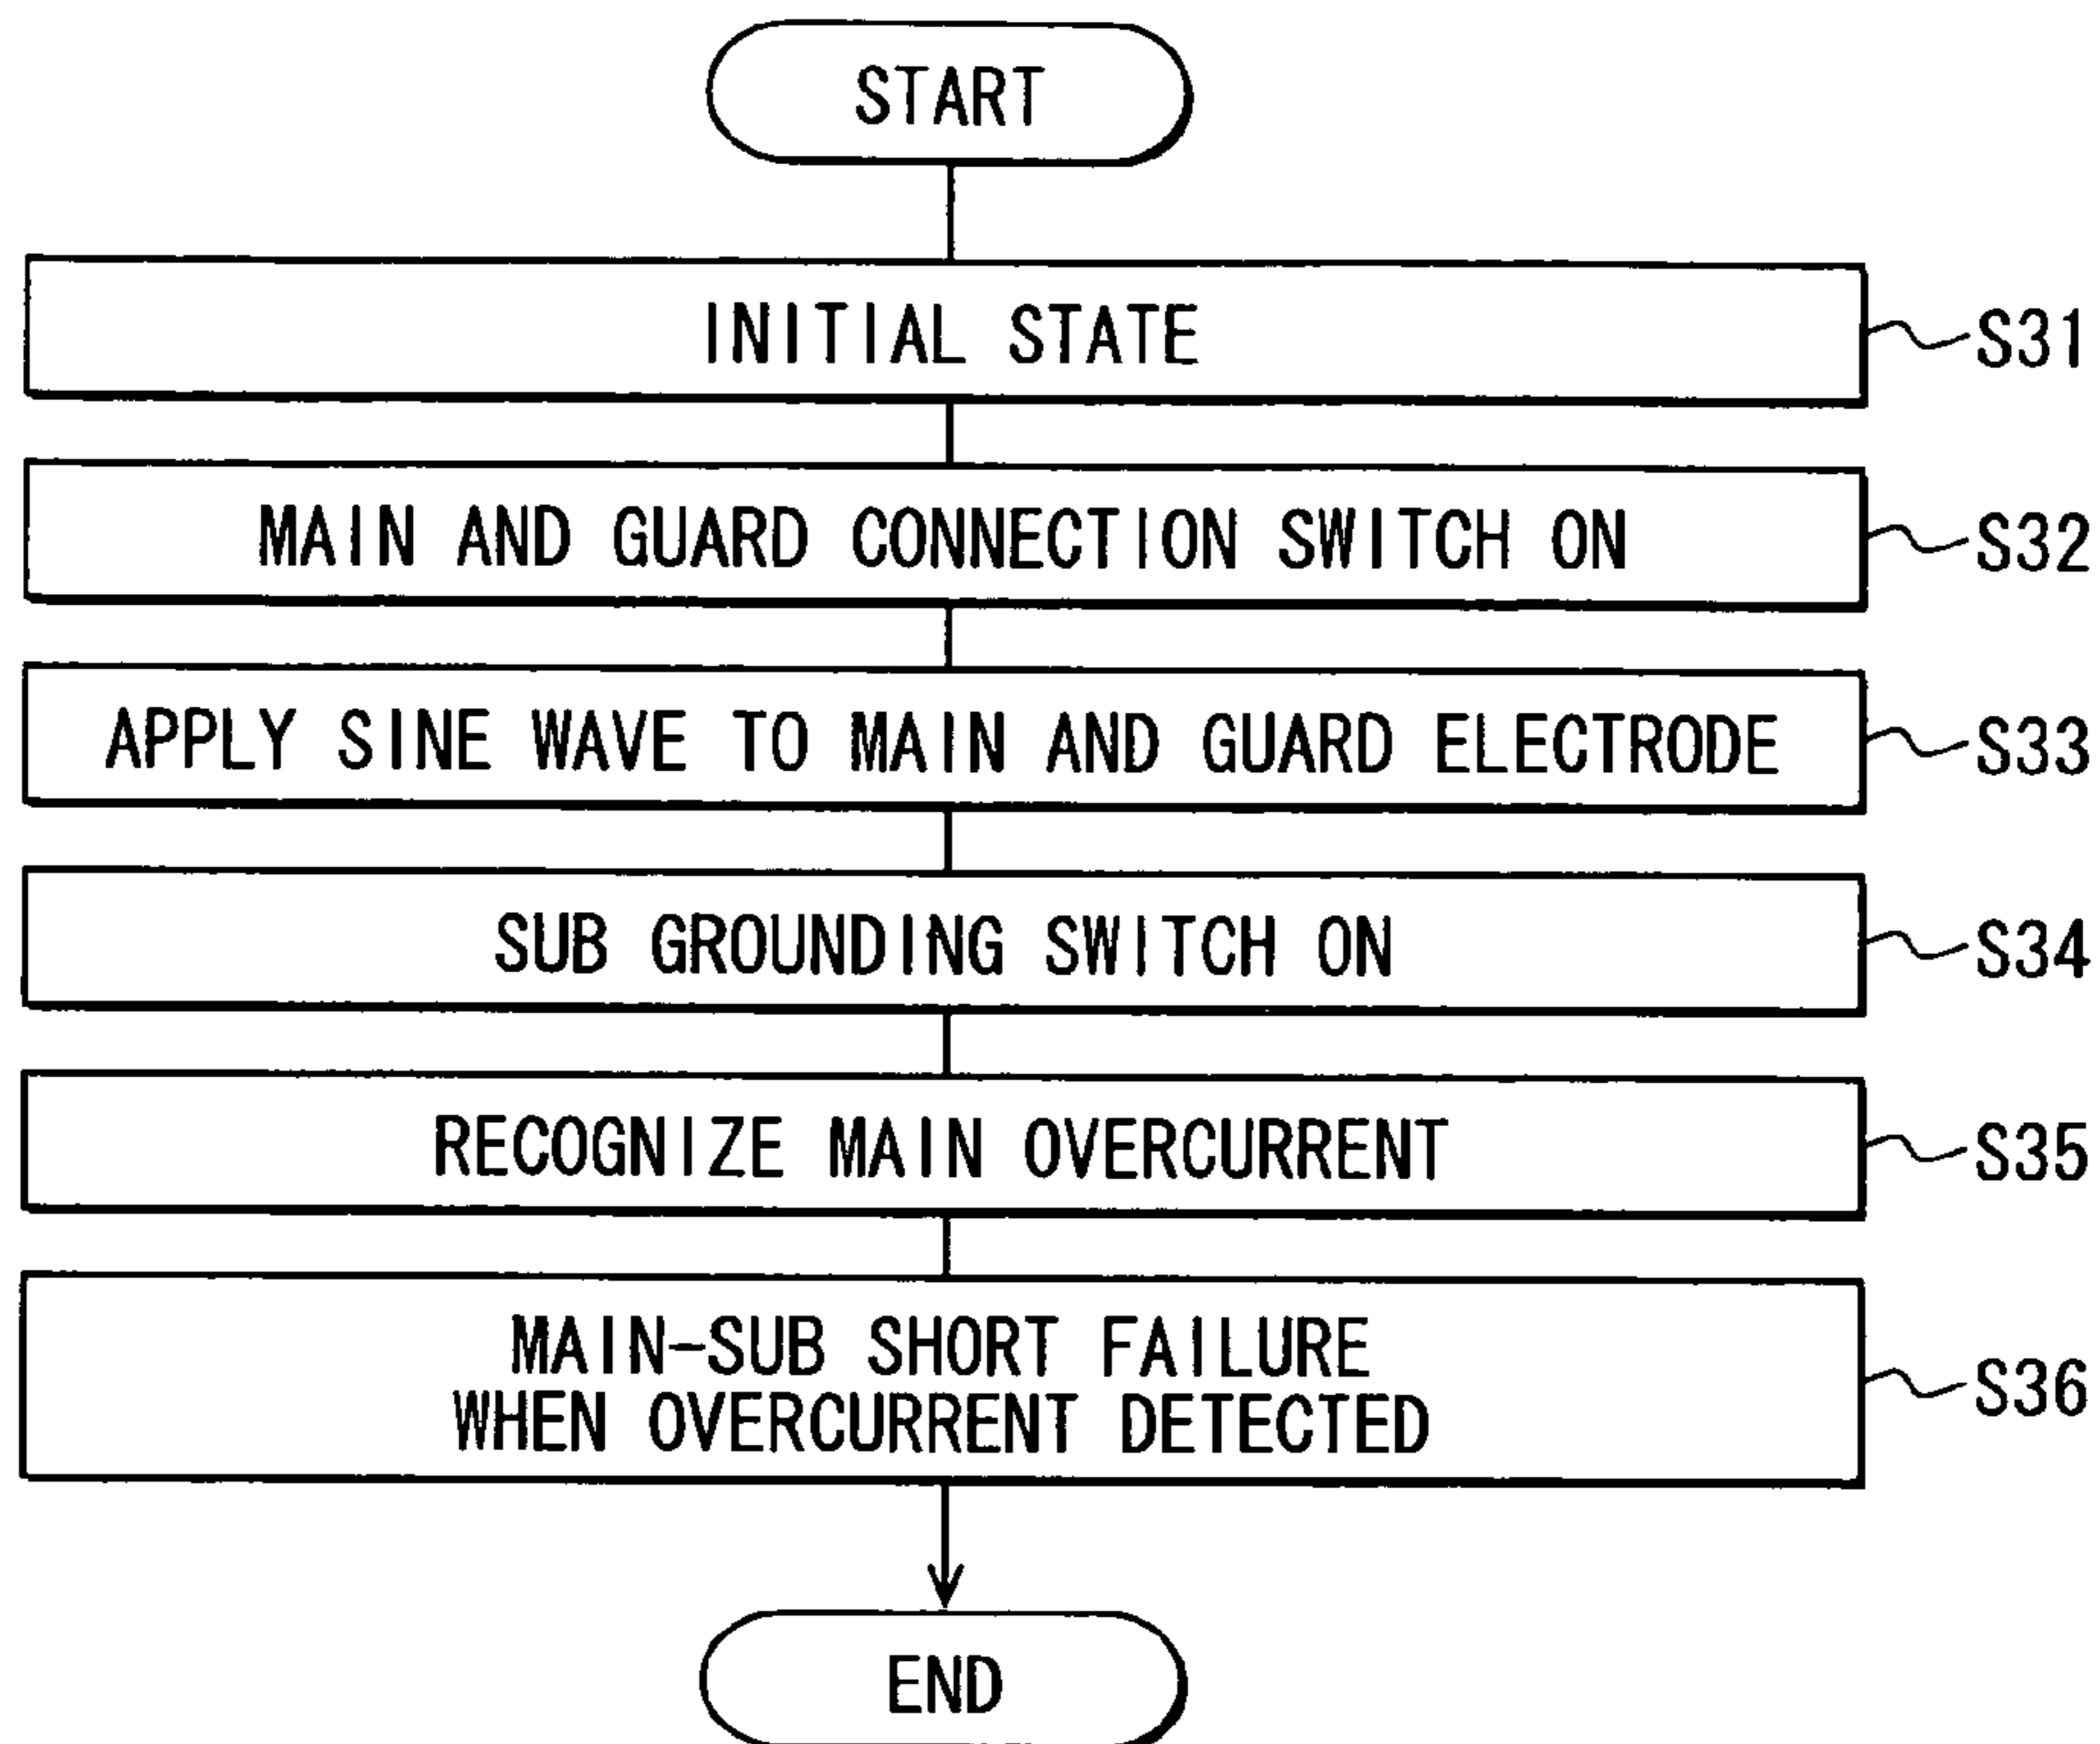 START
INITIAL STATE
S31
MAIN AND GUARD CONNECTION SWITCH ON
S32
APPLY SINE WAVE TO MAIN AND GUARD ELECTRODE
S33
SUB GROUNDING SWITCH ON
S34
RECOGNIZE MAIN OVERCURRENT
S35
MAIN-SUB SHORT FAILURE
WHEN OVERCURRENT DETECTED
S36
END